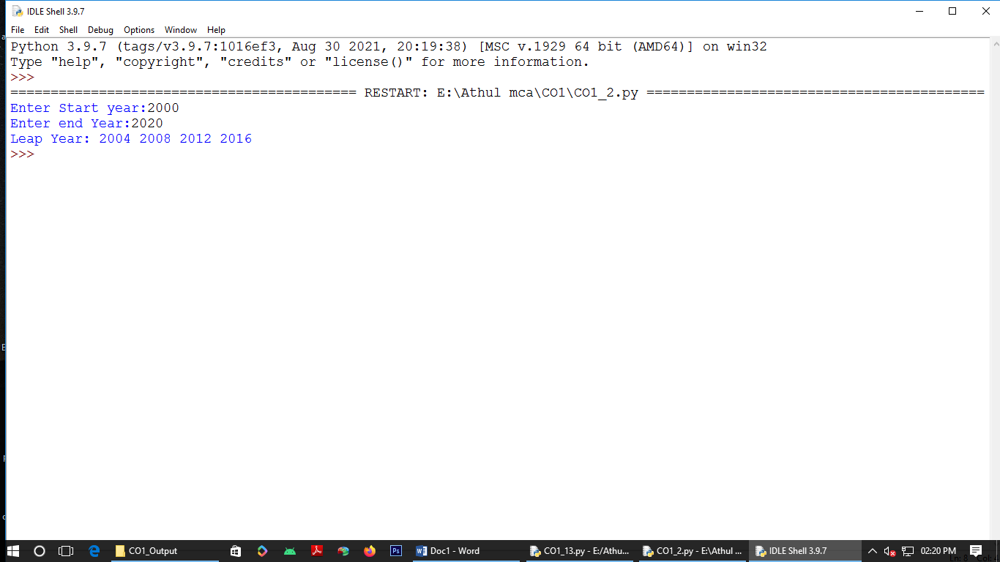 IDLE Shell 3.9.7
File Edit Shell Debug Options Window Help
Python 3.9.7 (tags/v3.9.7:1016ef3, Aug 30 2021, 20:19:38) [MSC v.1929 64 bit (AMD64)] on win32
Type "help", "copyright", "credits" or "license()" for more information.
>>>
=========================================== RESTART: E:\Athul mca\CO1\CO1_2.py ==========================================
Enter Start year:2000
Enter end Year:2020
Leap Year: 2004 2008 2012 2016
>>>
CO1_Output Ps Doc1 - Word CO1_13.py - E:/Athu... CO1_2.py - E:\Athul ... IDLE Shell 3.9.7 02:20 PM